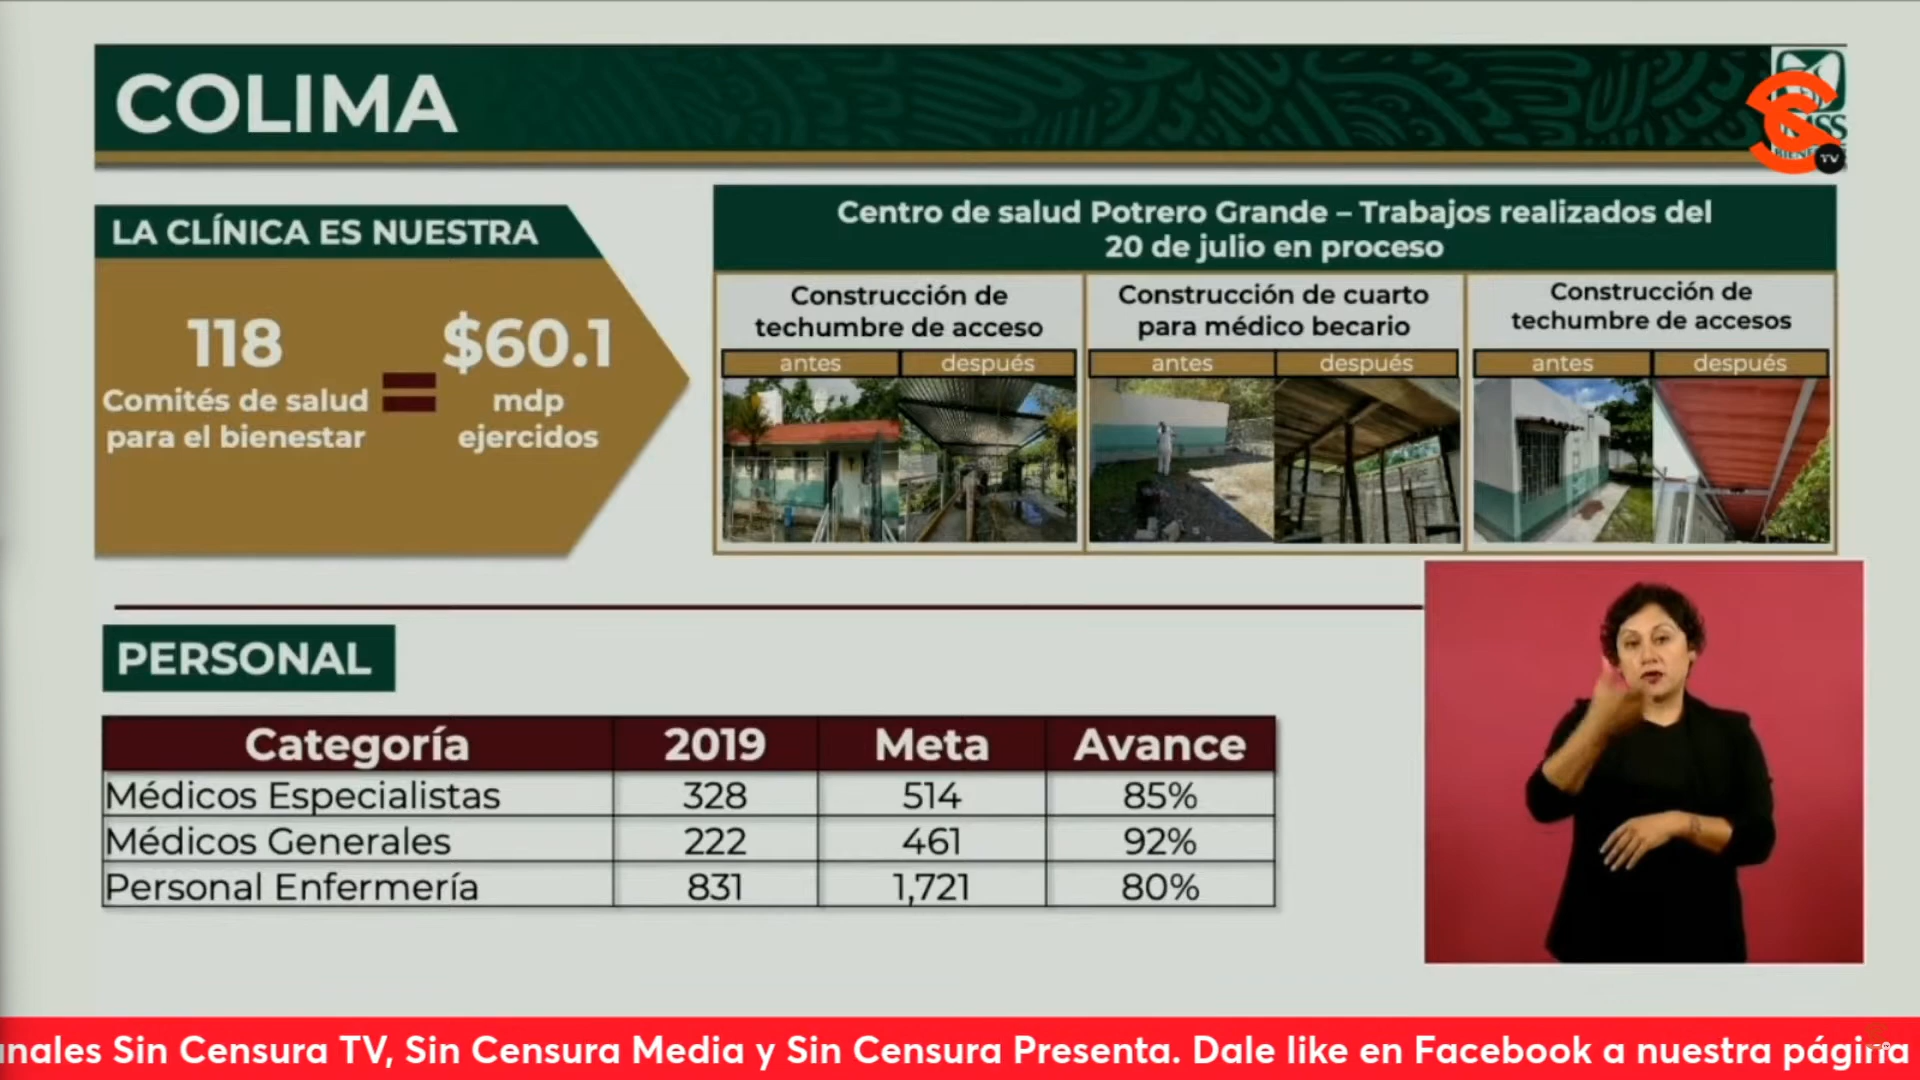 COLIMA
MSS
TV
LA CLÍNICA ES NUESTRA
118
Comités de salud
para el bienestar
$60.1
mdp
ejercidos
Centro de salud Potrero Grande – Trabajos realizados del
20 de julio en proceso
Construcción de
techumbre de acceso
antes
después
Construcción de cuarto
para médico becario
antes
después
Construcción de
techumbre de accesos
antes
después
PERSONAL
Categoría 2019 Meta Avance
Médicos Especialistas 328 514 85%
Médicos Generales 222 461 92%
Personal Enfermería 831 1,721 80%
nales Sin Censura TV, Sin Censura Media y Sin Censura Presenta. Dale like en Facebook a nuestra página